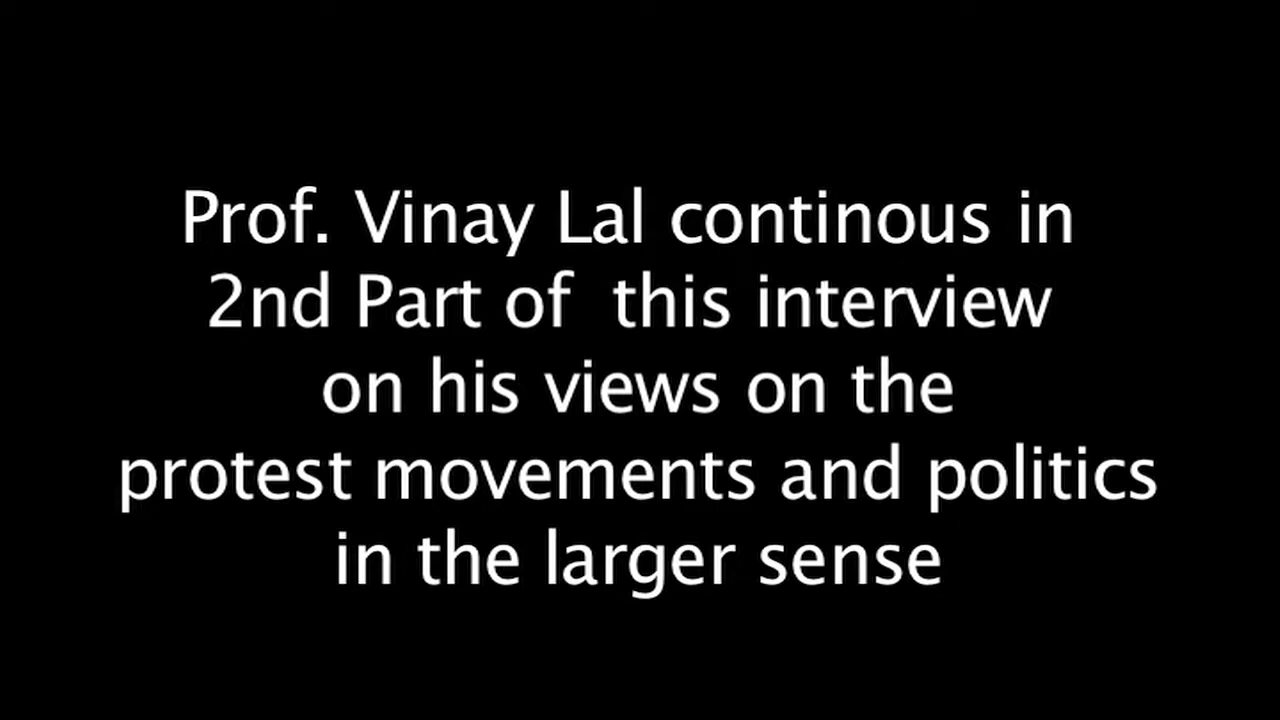 Prof. Vinay Lal continous in
2nd Part of this interview
on his views on the
protest movements and politics
in the larger sense